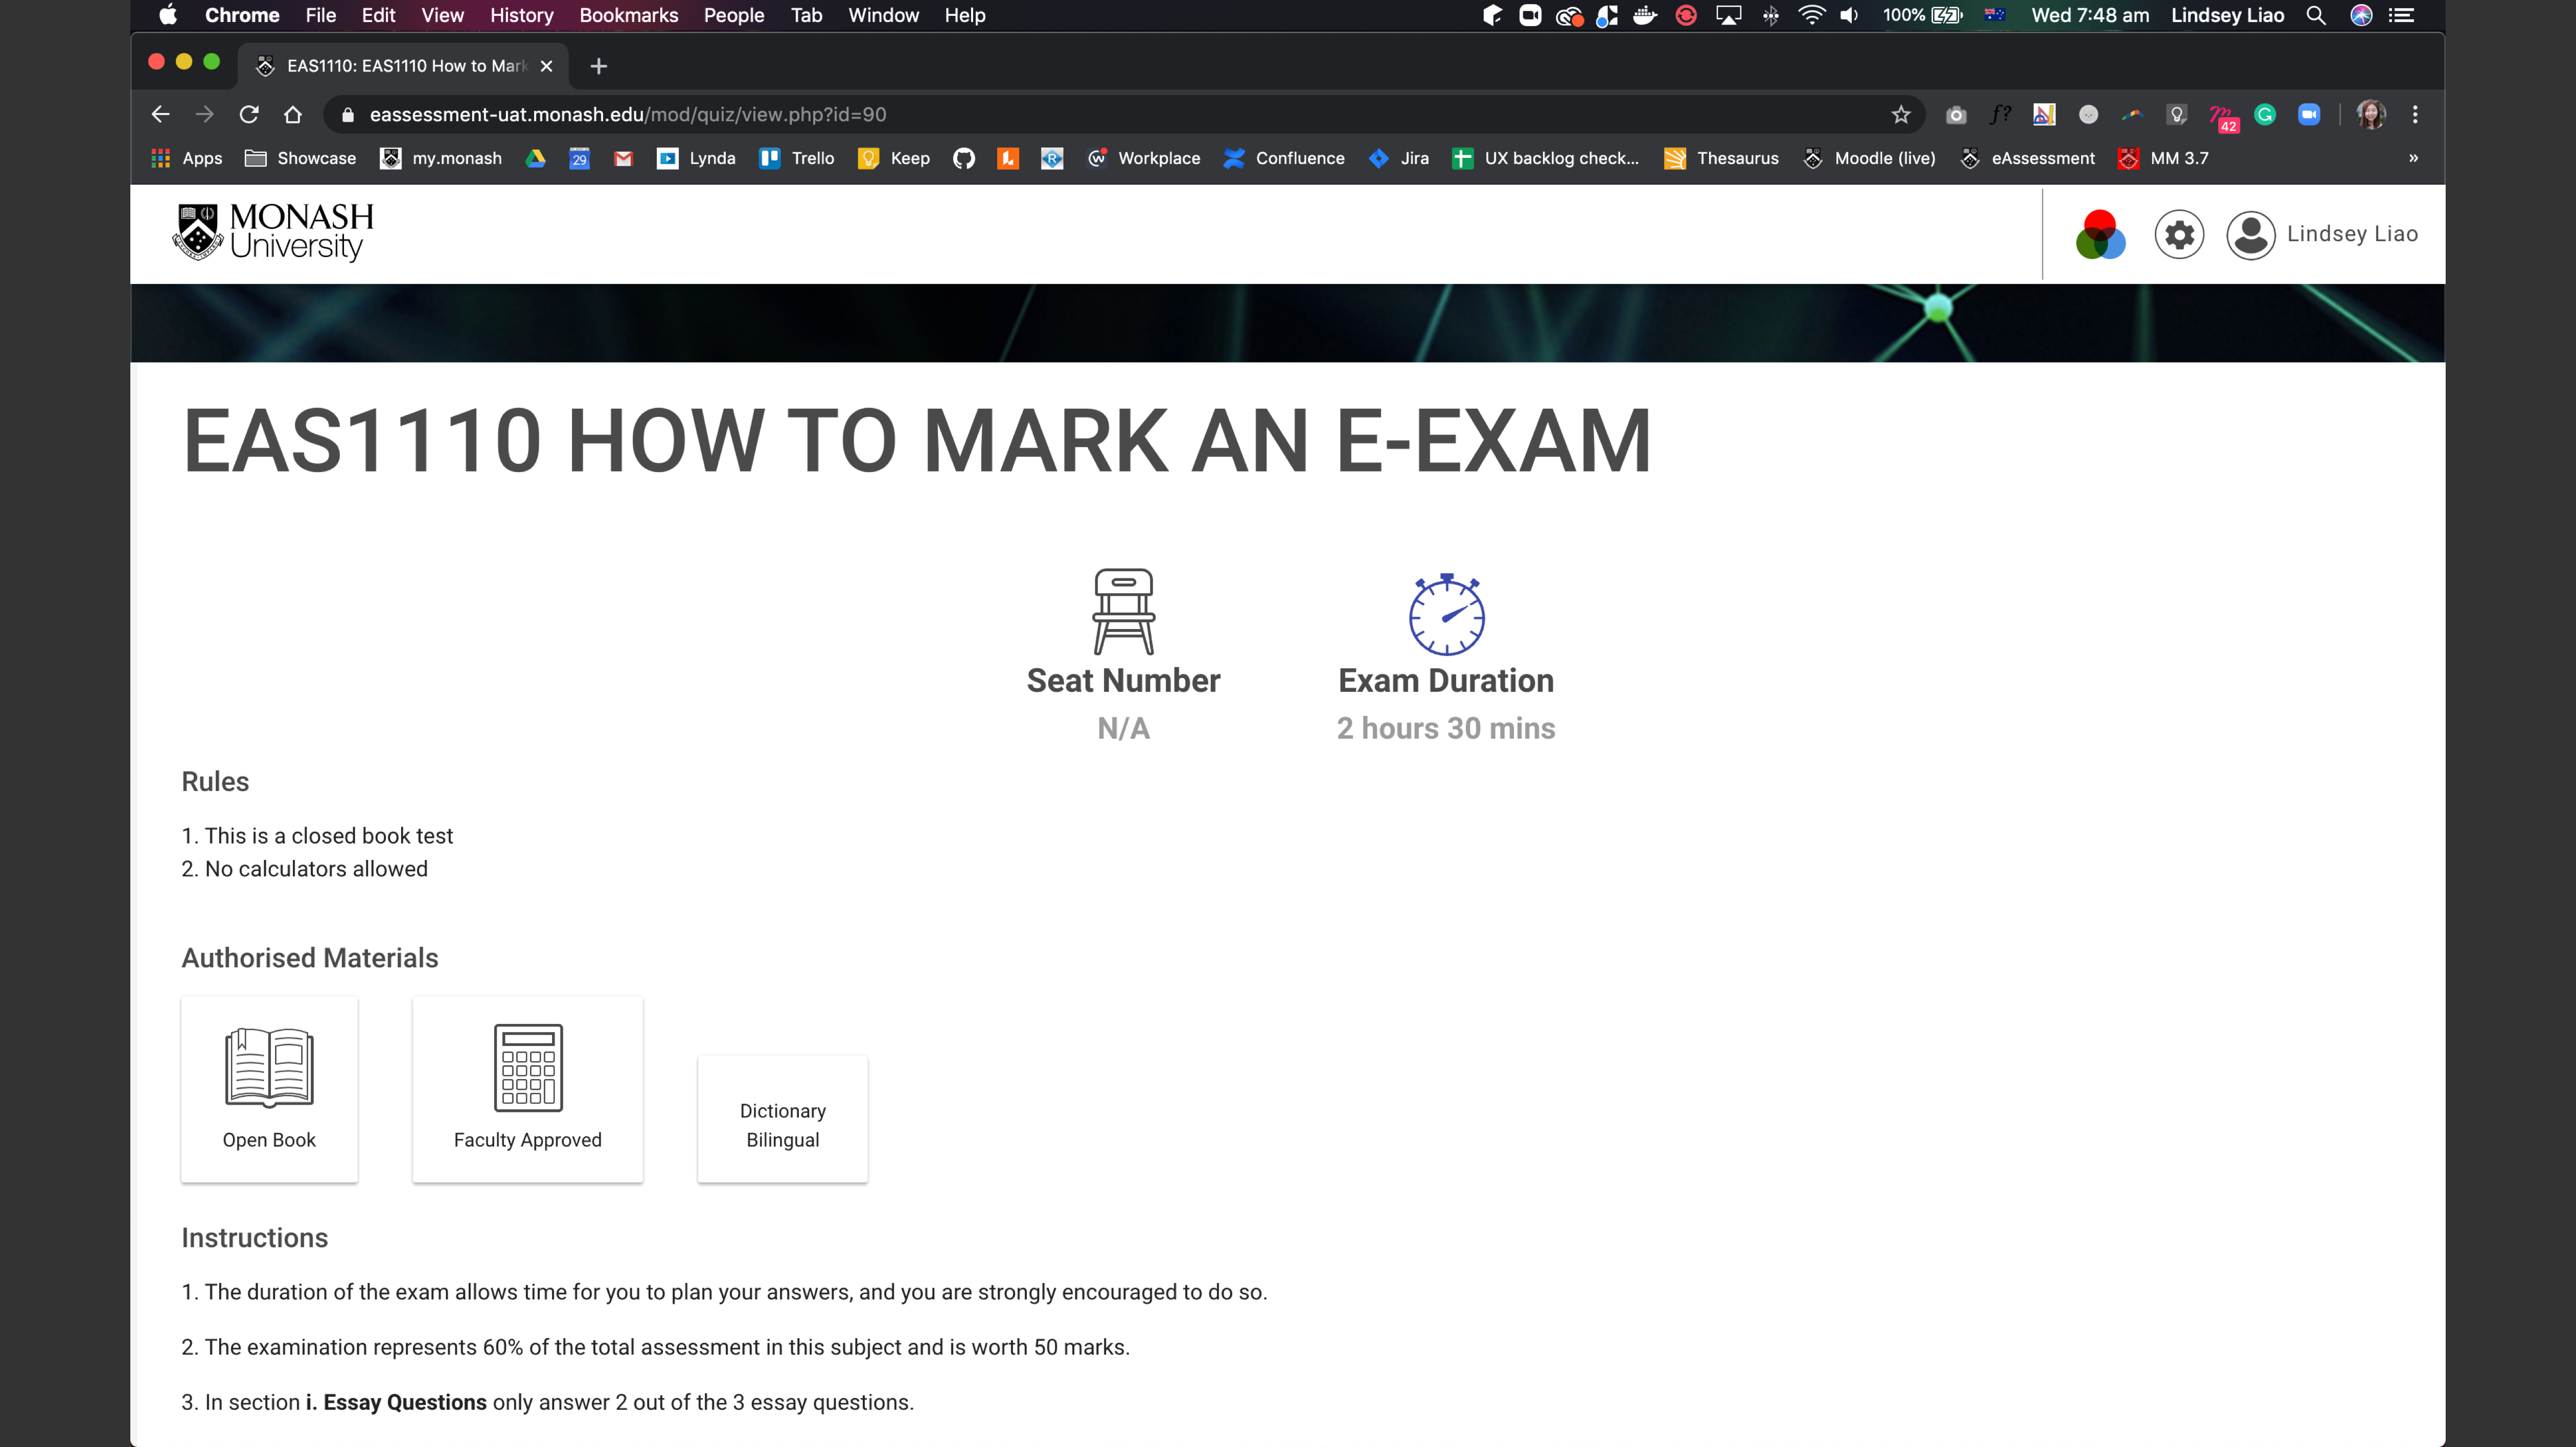 Chrome File Edit View History Bookmarks People Tab Window Help 100% Wed 7:48 am Lindsey Liao
EAS1110: EAS1110 How to Mark
eassessment-uat.monash.edu/mod/quiz/view.php?id=90
42
Apps Showcase my.monash 29 Lynda Trello Keep Workplace Confluence Jira UX backlog check... Thesaurus Moodle (live) eAssessment MM 3.7 »
MONASH
University
Lindsey Liao
EAS1110 HOW TO MARK AN E-EXAM
Seat Number
N/A
Exam Duration
2 hours 30 mins
Rules
1. This is a closed book test
2. No calculators allowed
Authorised Materials
Open Book
Faculty Approved
Dictionary
Bilingual
Instructions
1. The duration of the exam allows time for you to plan your answers, and you are strongly encouraged to do so.
2. The examination represents 60% of the total assessment in this subject and is worth 50 marks.
3. In section i. Essay Questions only answer 2 out of the 3 essay questions.